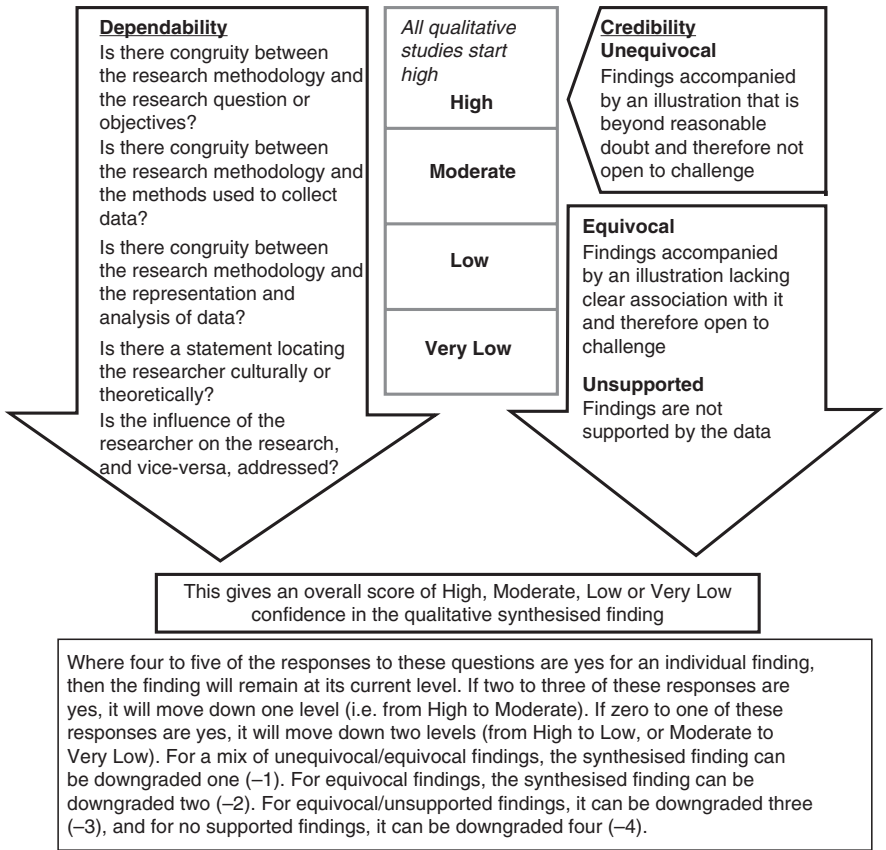 Dependability
Is there congruity between
the research methodology and
the research question or
objectives?
Is there congruity between
the research methodology and
the methods used to collect
data?
Is there congruity between
the research methodology and
the representation and
analysis of data?
Is there a statement locating
the researcher culturally or
theoretically?
Is the influence of the
researcher on the research,
and vice-versa, addressed?
All qualitative
studies start
high
High
Moderate
Low
Very Low
Credibility
Unequivocal
Findings accompanied
by an illustration that is
beyond reasonable
doubt and therefore not
open to challenge
Equivocal
Findings accompanied
by an illustration lacking
clear association with it
and therefore open to
challenge
Unsupported
Findings are not
supported by the data
This gives an overall score of High, Moderate, Low or Very Low
confidence in the qualitative synthesised finding
Where four to five of the responses to these questions are yes for an individual finding,
then the finding will remain at its current level. If two to three of these responses are
yes, it will move down one level (i.e. from High to Moderate). If zero to one of these
responses are yes, it will move down two levels (from High to Low, or Moderate to
Very Low). For a mix of unequivocal/equivocal findings, the synthesised finding can
be downgraded one (–1). For equivocal findings, the synthesised finding can be
downgraded two (–2). For equivocal/unsupported findings, it can be downgraded three
(–3), and for no supported findings, it can be downgraded four (–4).